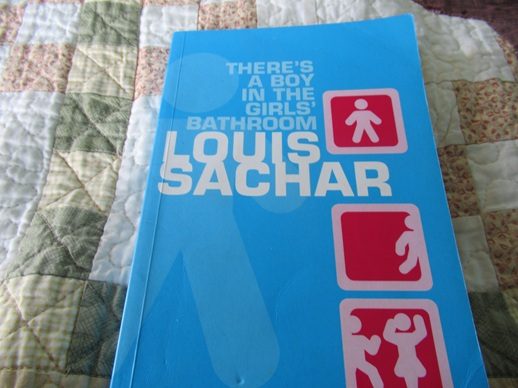 THERE'S
A BOY
IN THE
GIRLS'
BATHROOM
LOUIS
SACHAR